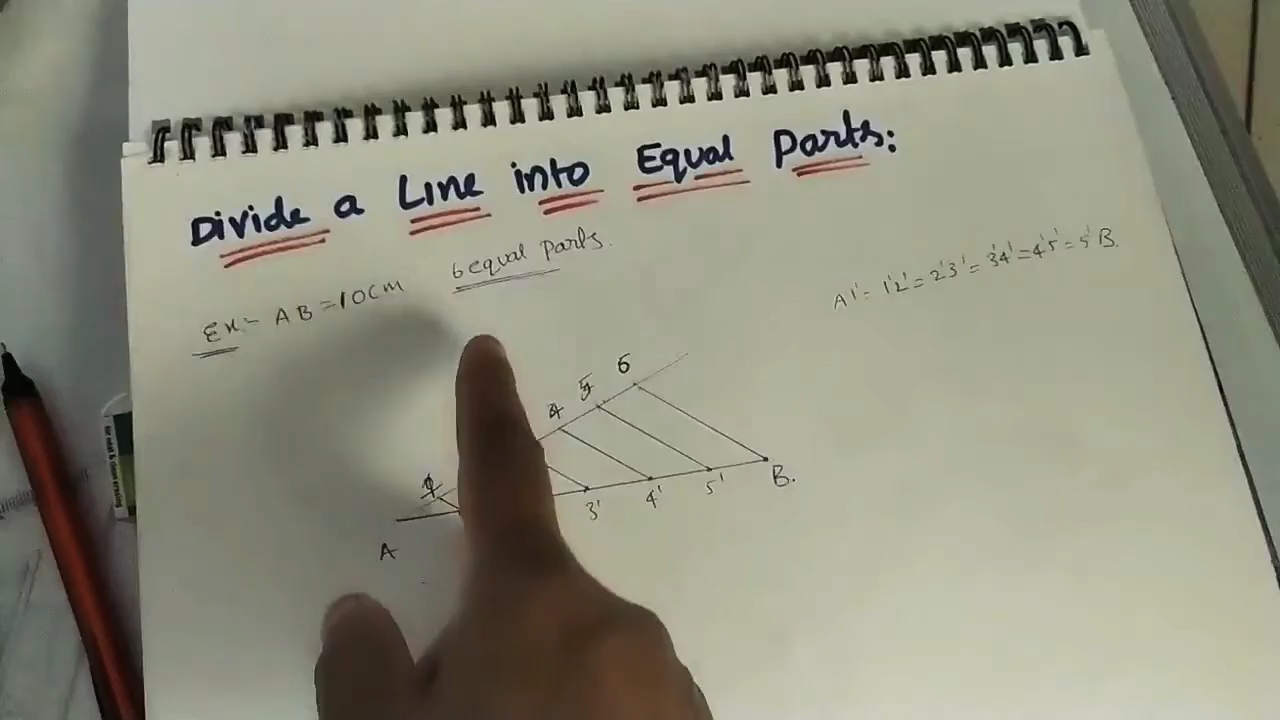 Divide a Line into Equal Parts:
6 equal parts.
Ex:- AB = 10cm
A1' = 1'2' = 2'3' = 3'4' = 4'5' = 5'B.
6
5
4
1
3' 4' 5' B.
A